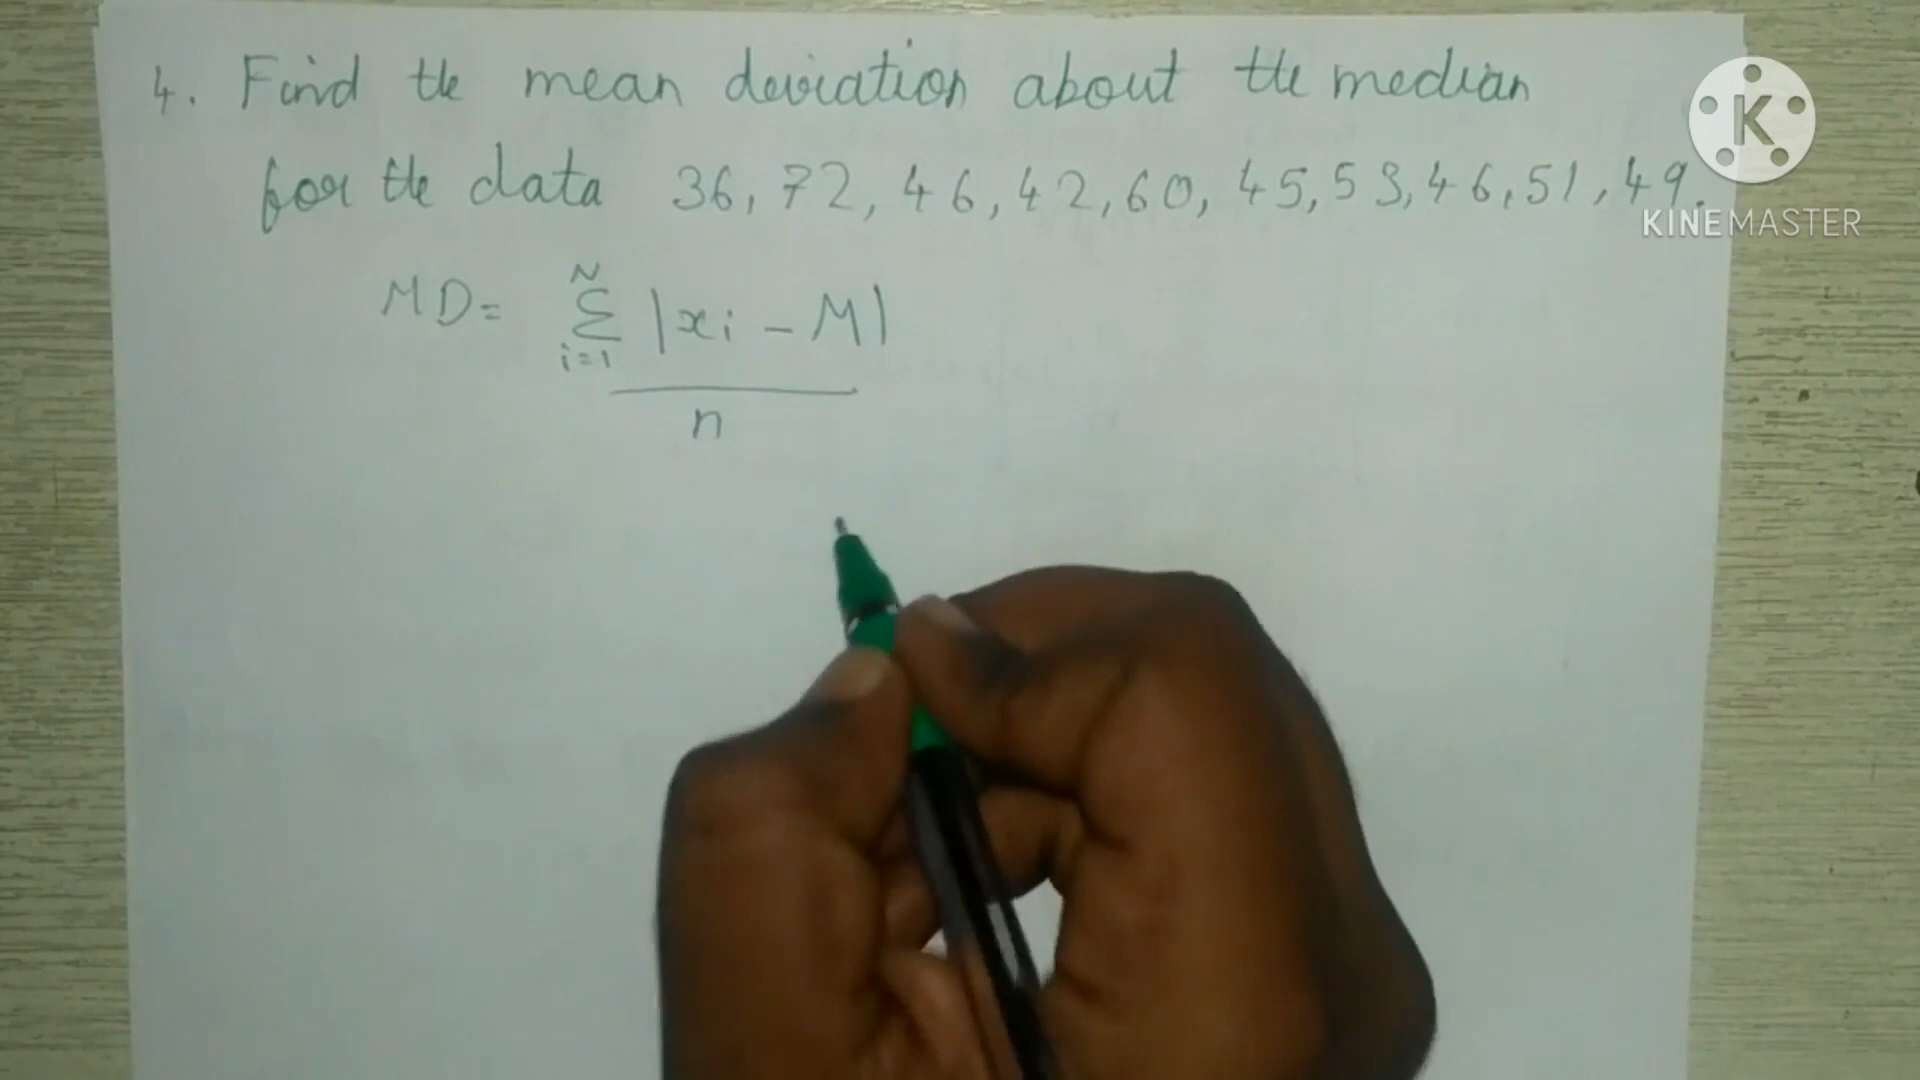 4. Find the mean deviation about the median
for the data 36, 72, 46, 42, 60, 45, 53, 46, 51, 49.
K
KINEMASTER
MD = N Σ i=1 |xi - M|
n